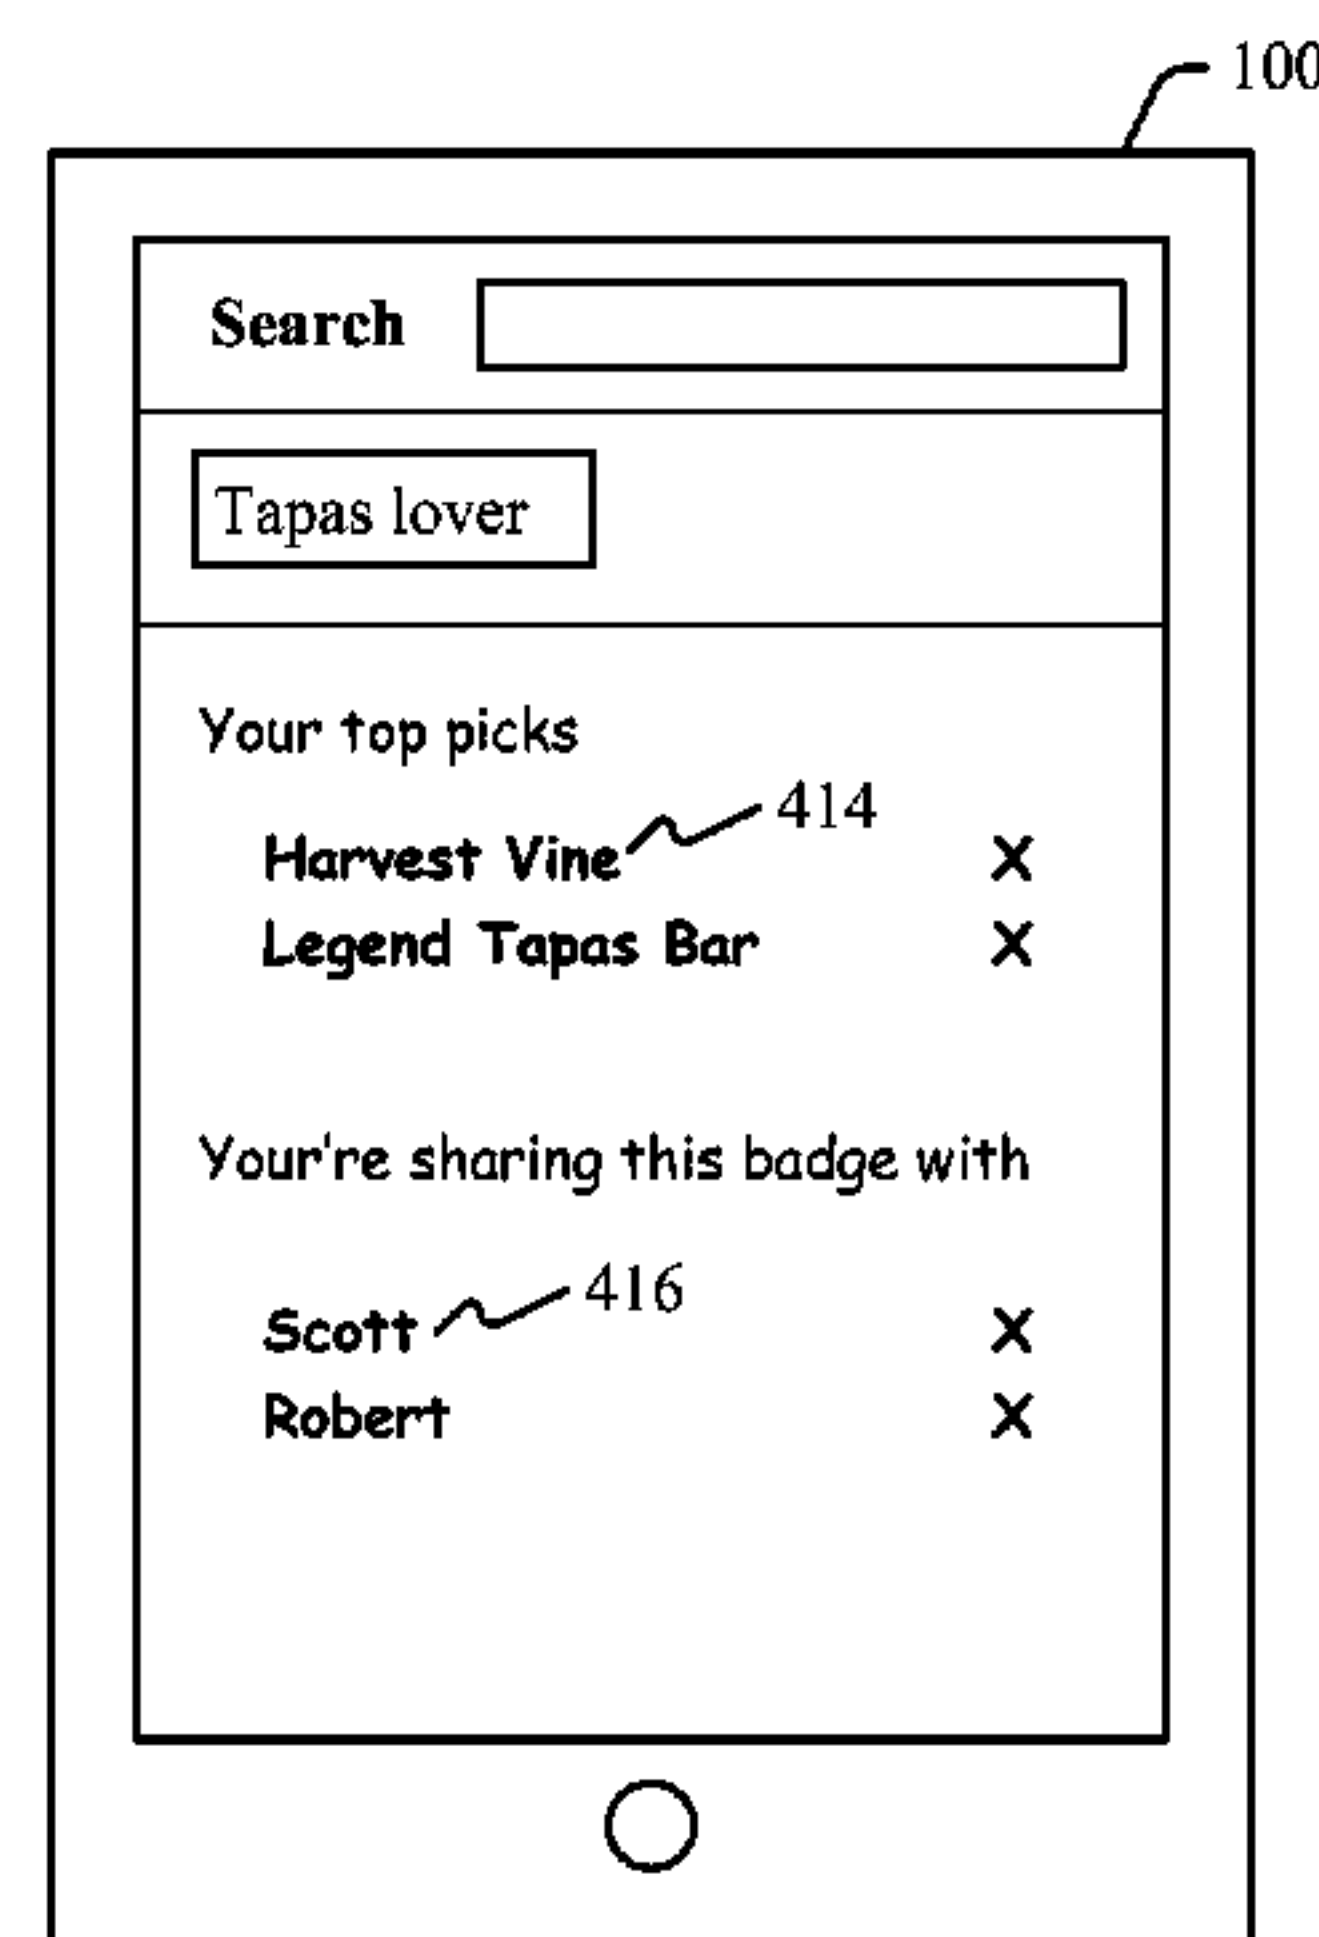 100
Search
Tapas lover
Your top picks
414
Harvest Vine X
Legend Tapas Bar X
Your're sharing this badge with
416
Scott X
Robert X